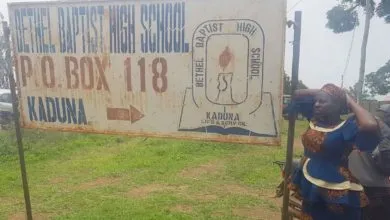 BETHEL BAPTIST HIGH SCHOOL
P.O. BOX 118
KADUNA
BETHEL BAPTIST HIGH SCHOOL
KADUNA